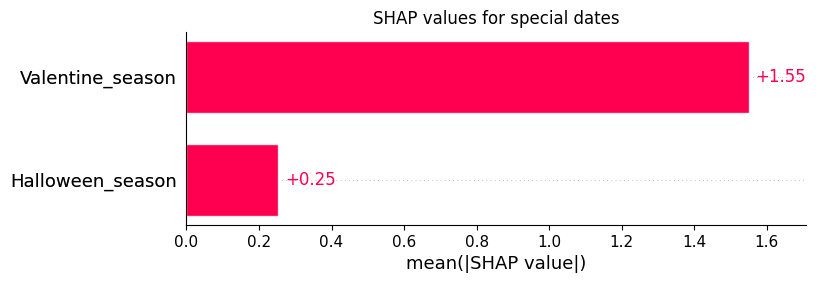 SHAP values for special dates
Valentine_season
+1.55
Halloween_season
+0.25
0.0 0.2 0.4 0.6 0.8 1.0 1.2 1.4 1.6
mean(|SHAP value|)